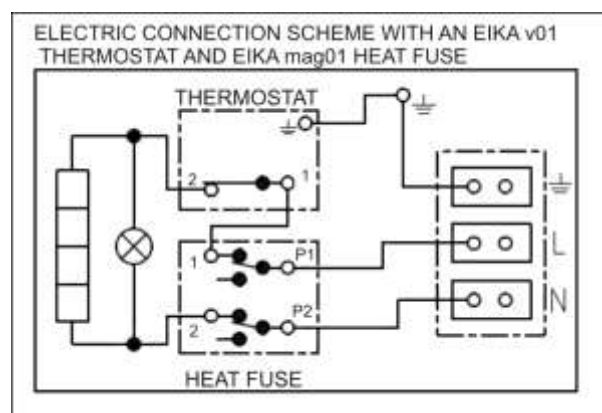 ELECTRIC CONNECTION SCHEME WITH AN EIKA v01
THERMOSTAT AND EIKA mag01 HEAT FUSE
THERMOSTAT
2
1
1
P1
L
2
P2
N
HEAT FUSE